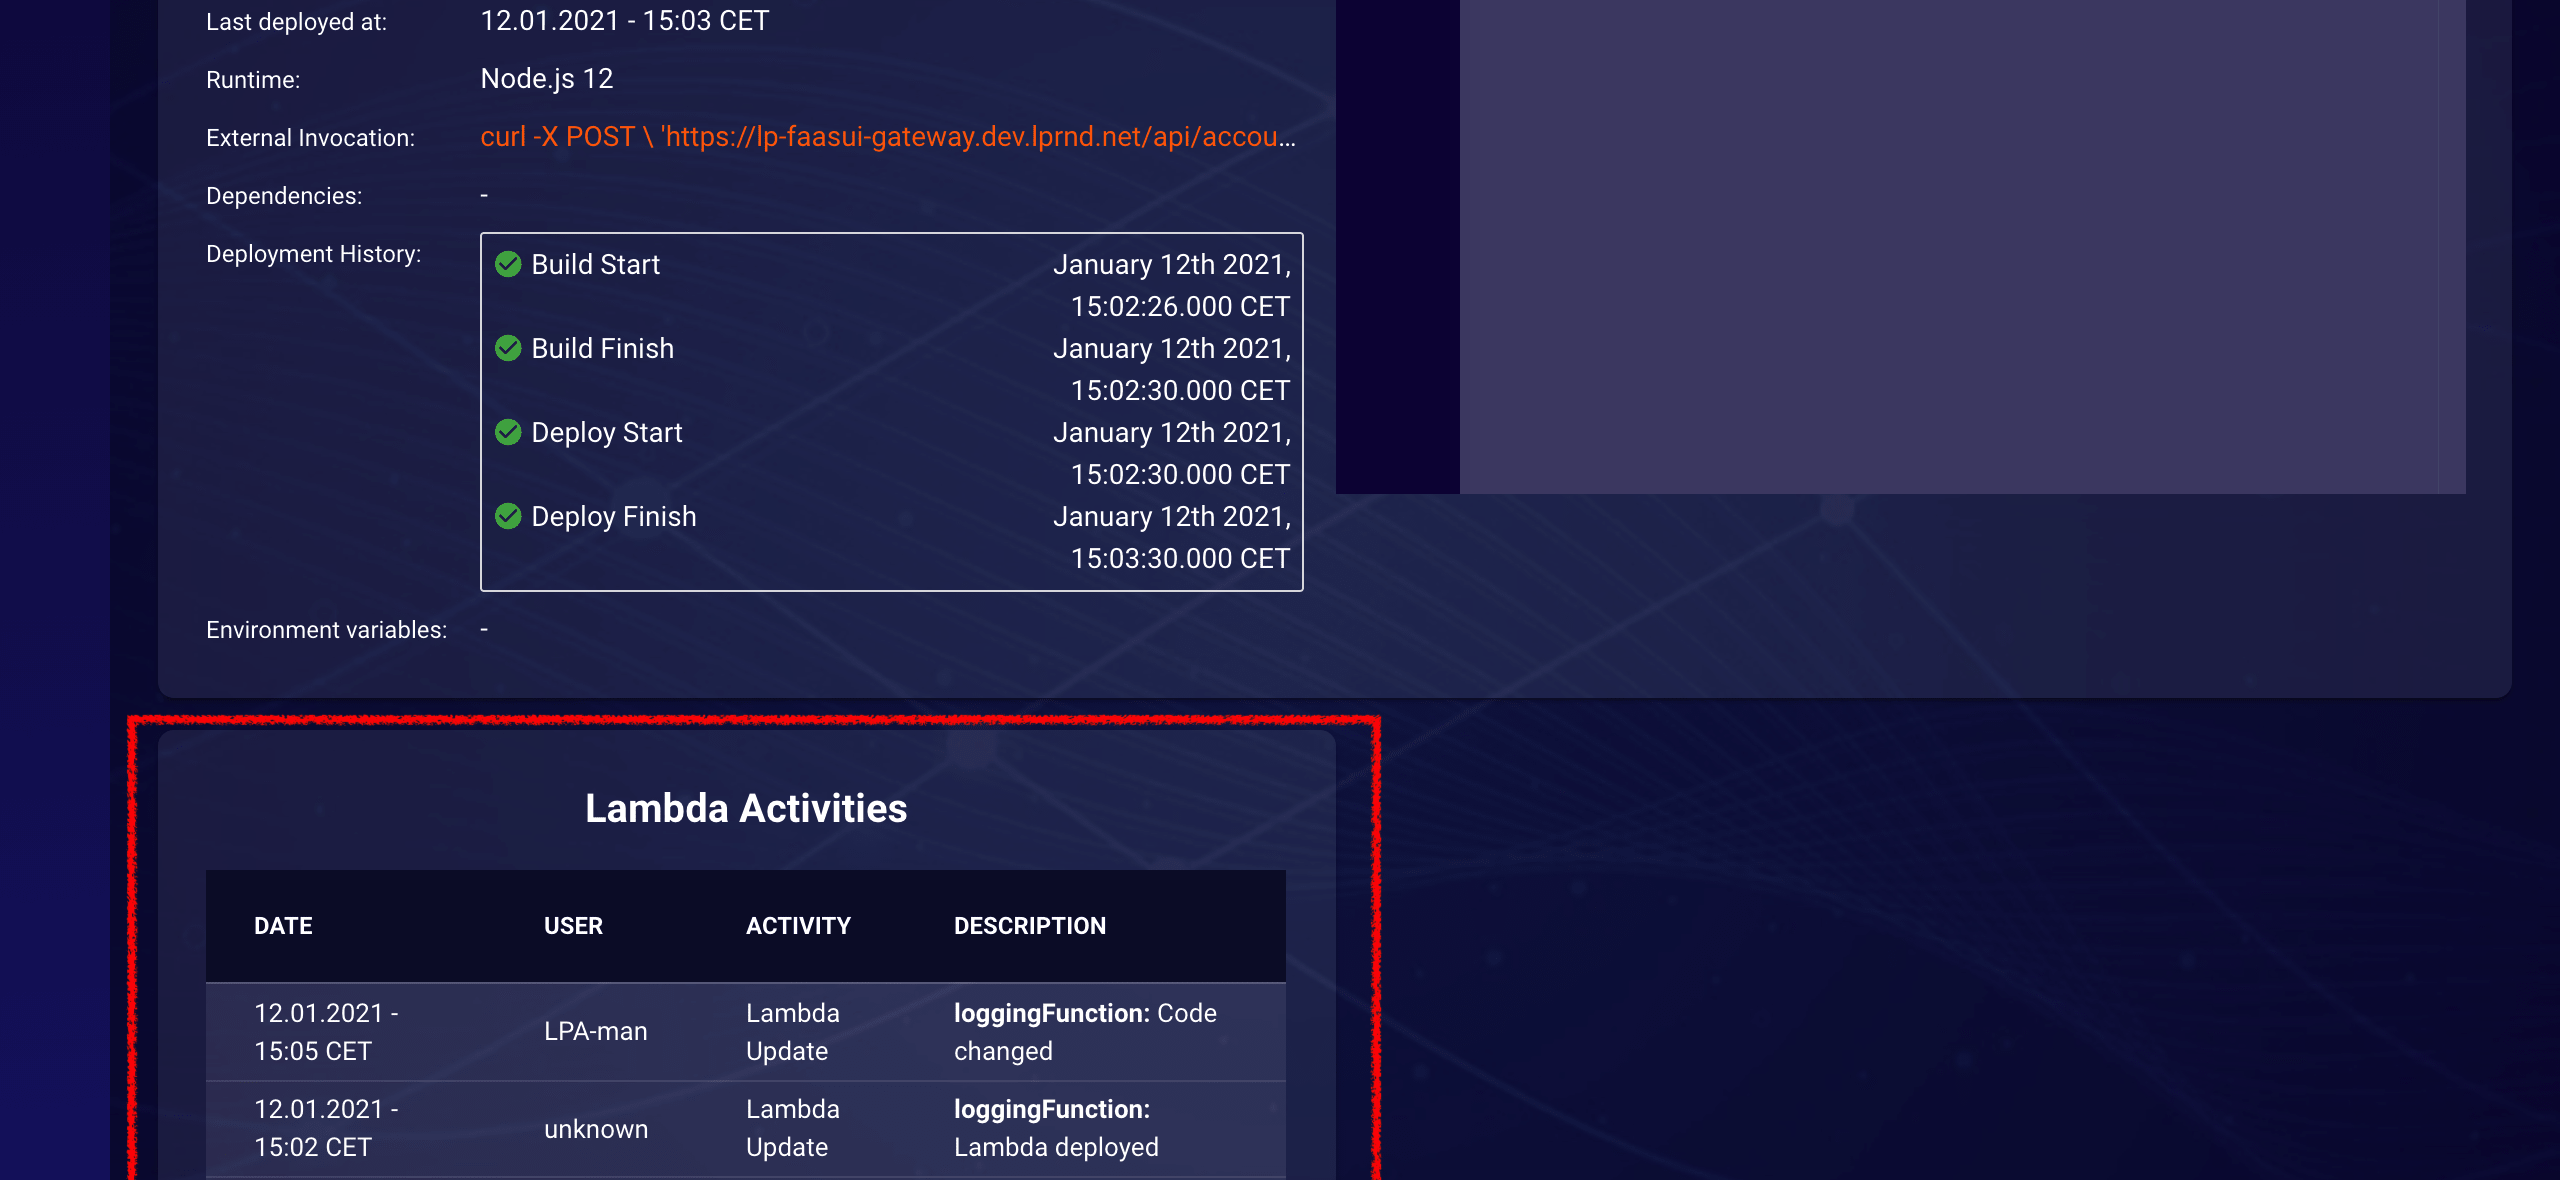 Last deployed at: 12.01.2021 - 15:03 CET
Runtime: Node.js 12
External Invocation: curl -X POST \ 'https://lp-faasui-gateway.dev.lprnd.net/api/accou...
Dependencies: -
Deployment History:
Build Start January 12th 2021,
15:02:26.000 CET
Build Finish January 12th 2021,
15:02:30.000 CET
Deploy Start January 12th 2021,
15:02:30.000 CET
Deploy Finish January 12th 2021,
15:03:30.000 CET
Environment variables: -
Lambda Activities
DATE USER ACTIVITY DESCRIPTION
12.01.2021 -
15:05 CET
LPA-man
Lambda
Update
loggingFunction: Code
changed
12.01.2021 -
15:02 CET
unknown
Lambda
Update
loggingFunction:
Lambda deployed